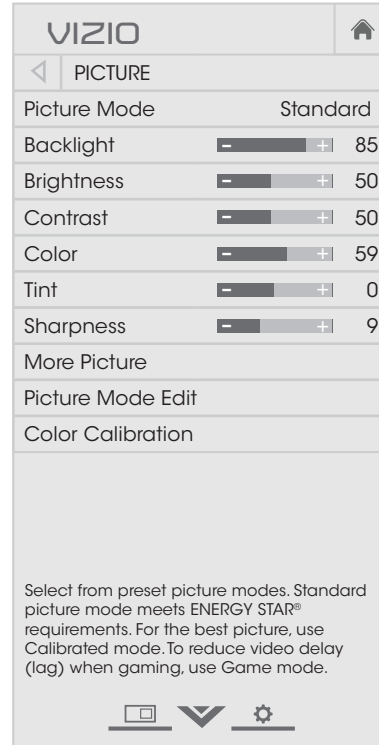 VIZIO
PICTURE
Picture Mode Standard
Backlight - + 85
Brightness - + 50
Contrast - + 50
Color - + 59
Tint - + 0
Sharpness - + 9
More Picture
Picture Mode Edit
Color Calibration
Select from preset picture modes. Standard
picture mode meets ENERGY STAR®
requirements. For the best picture, use
Calibrated mode. To reduce video delay
(lag) when gaming, use Game mode.